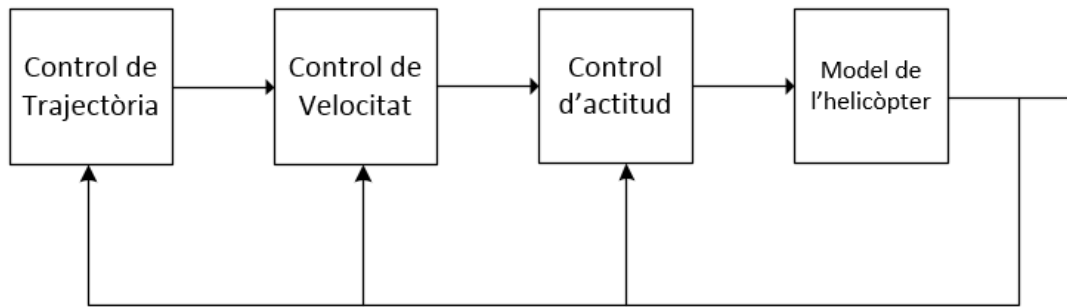 Control de
Trajectòria
Control de
Velocitat
Control
d’actitud
Model de
l’helicòpter